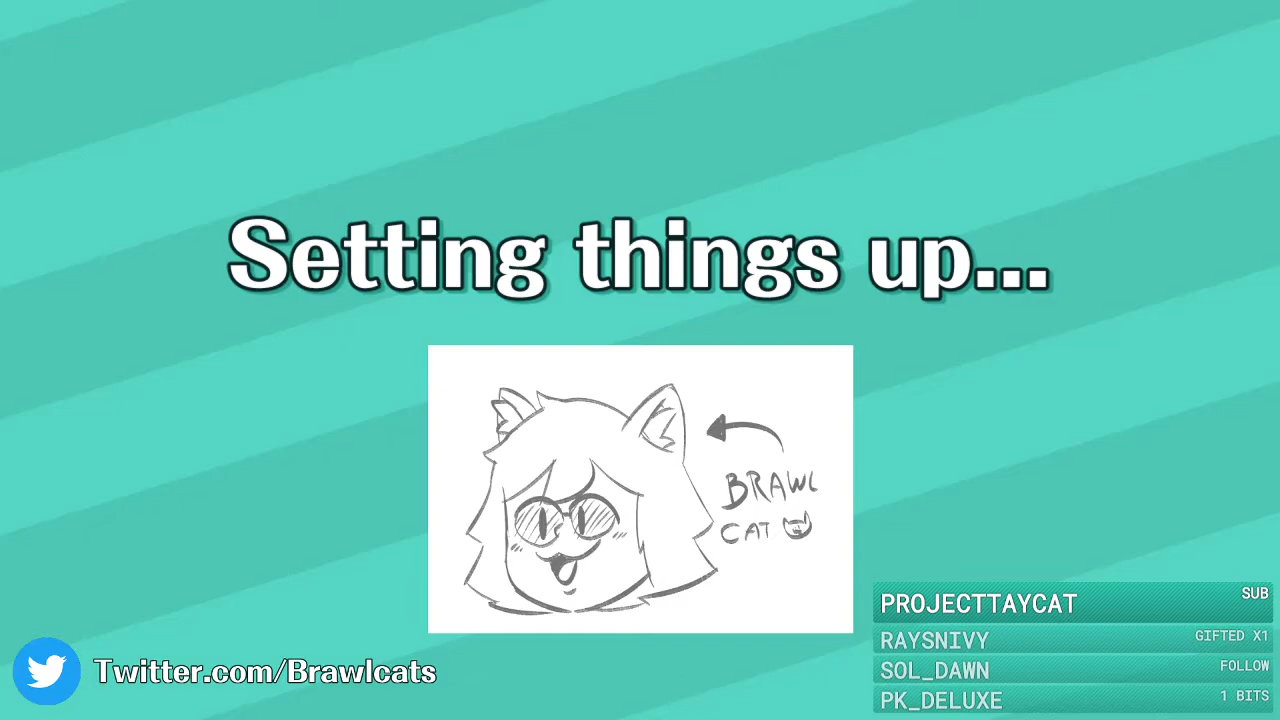 Setting things up...
BRAWL
CAT
PROJECTTAYCAT SUB
RAYSNIVY GIFTED X1
SOL_DAWN FOLLOW
PK_DELUXE 1 BITS
Twitter.com/Brawlcats